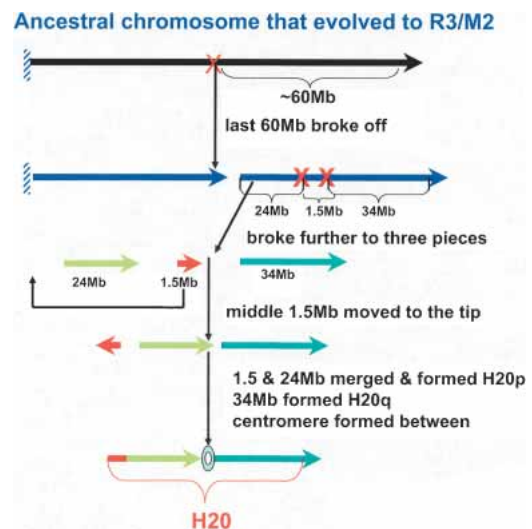 Ancestral chromosome that evolved to R3/M2
~60Mb
last 60Mb broke off
24Mb 1.5Mb 34Mb
broke further to three pieces
24Mb 1.5Mb 34Mb
middle 1.5Mb moved to the tip
1.5 & 24Mb merged & formed H20p
34Mb formed H20q
centromere formed between
H20